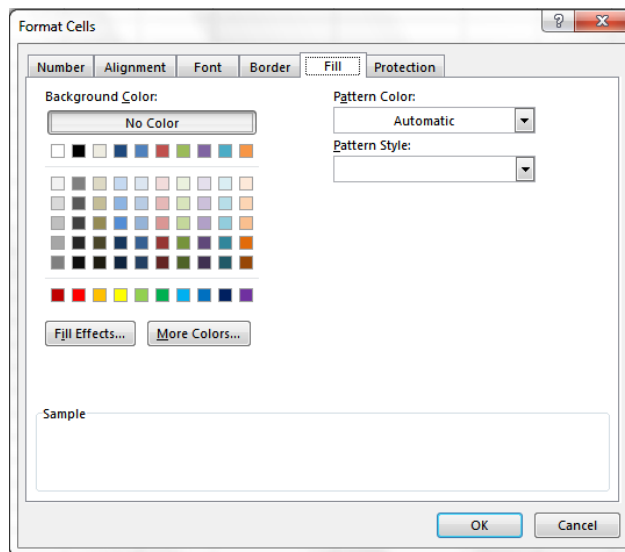 Format Cells
?
Number Alignment Font Border Fill Protection
Background Color:
No Color
Pattern Color:
Automatic
Pattern Style:
Fill Effects...
More Colors...
Sample
OK
Cancel